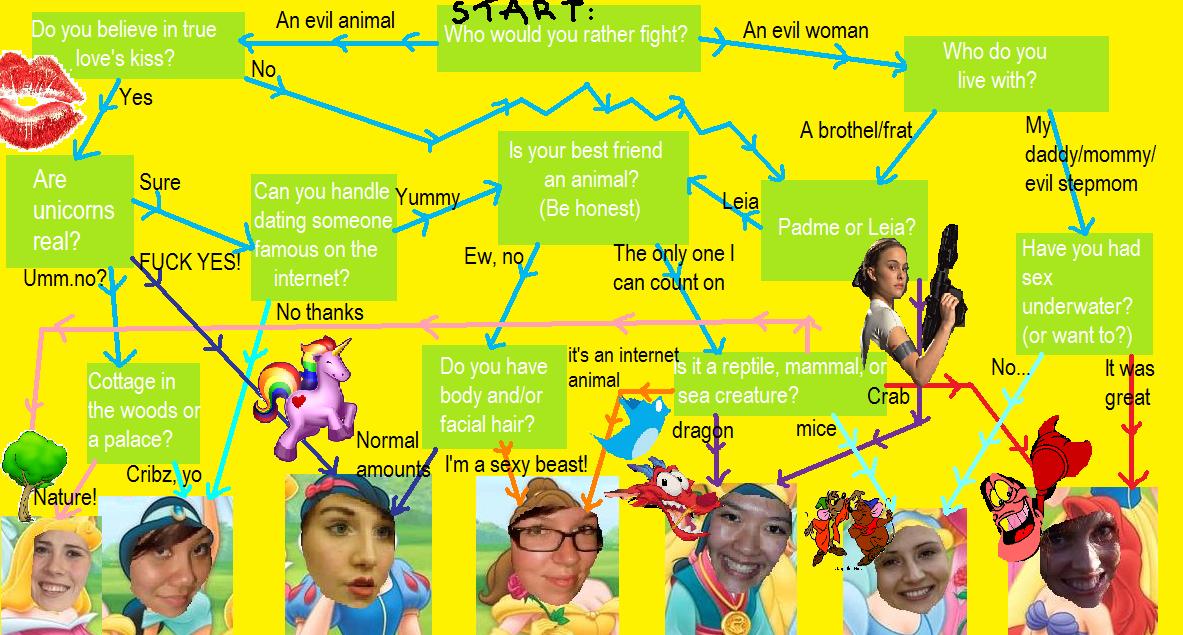 START:
Do you believe in true
love's kiss?
An evil animal
Who would you rather fight?
An evil woman
Who do you
live with?
No
Yes
A brothel/frat
My
daddy/mommy/
evil stepmom
Is your best friend
an animal?
(Be honest)
Are
unicorns
real?
Sure
Can you handle
dating someone
famous on the
internet?
Yummy
Leia
Padme or Leia?
Have you had
sex
underwater?
(or want to?)
FUCK YES!
Umm.no?
Ew, no
The only one I
can count on
No thanks
Cottage in
the woods or
a palace?
Do you have
body and/or
facial hair?
it's an internet
animal
Is it a reptile, mammal, or
sea creature?
Crab
No...
It was
great
Normal
amounts
dragon
mice
Cribz, yo
I'm a sexy beast!
Nature!